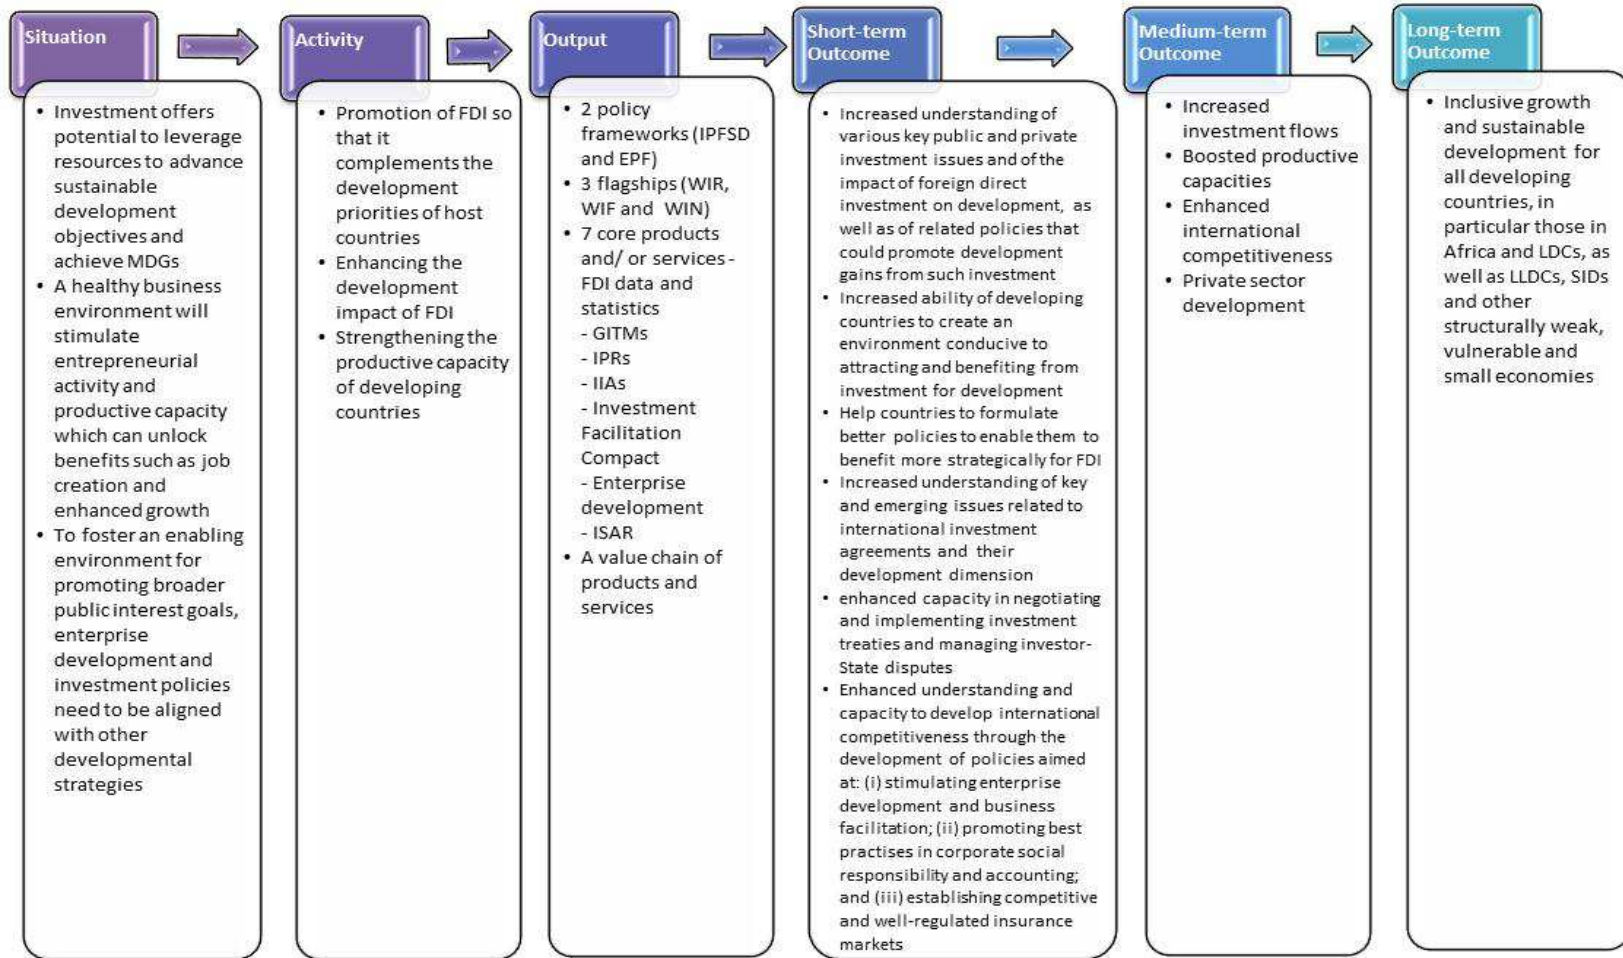 Situation
Activity
Output
Short-term
Outcome
Medium-term
Outcome
Long-term
Outcome
• Investment offers
potential to leverage
resources to advance
sustainable
development
objectives and
achieve MDGs
• A healthy business
environment will
stimulate
entrepreneurial
activity and
productive capacity
which can unlock
benefits such as job
creation and
enhanced growth
• To foster an enabling
environment for
promoting broader
public interest goals,
enterprise
development and
investment policies
need to be aligned
with other
developmental
strategies
• Promotion of FDI so
that it
complements the
development
priorities of host
countries
• Enhancing the
development
impact of FDI
• Strengthening the
productive capacity
of developing
countries
• 2 policy
frameworks (IPFSD
and EPF)
• 3 flagships (WIR,
WIF and WIN)
• 7 core products
and/ or services -
FDI data and
statistics
- GITMs
- IPRs
- IIAs
- Investment
Facilitation
Compact
- Enterprise
development
- ISAR
• A value chain of
products and
services
• Increased understanding of
various key public and private
investment issues and of the
impact of foreign direct
investment on development, as
well as of related policies that
could promote development
gains from such investment
• Increased ability of developing
countries to create an
environment conducive to
attracting and benefiting from
investment for development
• Help countries to formulate
better policies to enable them to
benefit more strategically for FDI
• Increased understanding of key
and emerging issues related to
international investment
agreements and their
development dimension
• enhanced capacity in negotiating
and implementing investment
treaties and managing investor-
State disputes
• Enhanced understanding and
capacity to develop international
competitiveness through the
development of policies aimed
at: (i) stimulating enterprise
development and business
facilitation; (ii) promoting best
practises in corporate social
responsibility and accounting;
and (iii) establishing competitive
and well-regulated insurance
markets
• Increased
investment flows
• Boosted productive
capacities
• Enhanced
international
competitiveness
• Private sector
development
• Inclusive growth
and sustainable
development for
all developing
countries, in
particular those in
Africa and LDCs, as
well as LLDCs, SIDs
and other
structurally weak,
vulnerable and
small economies